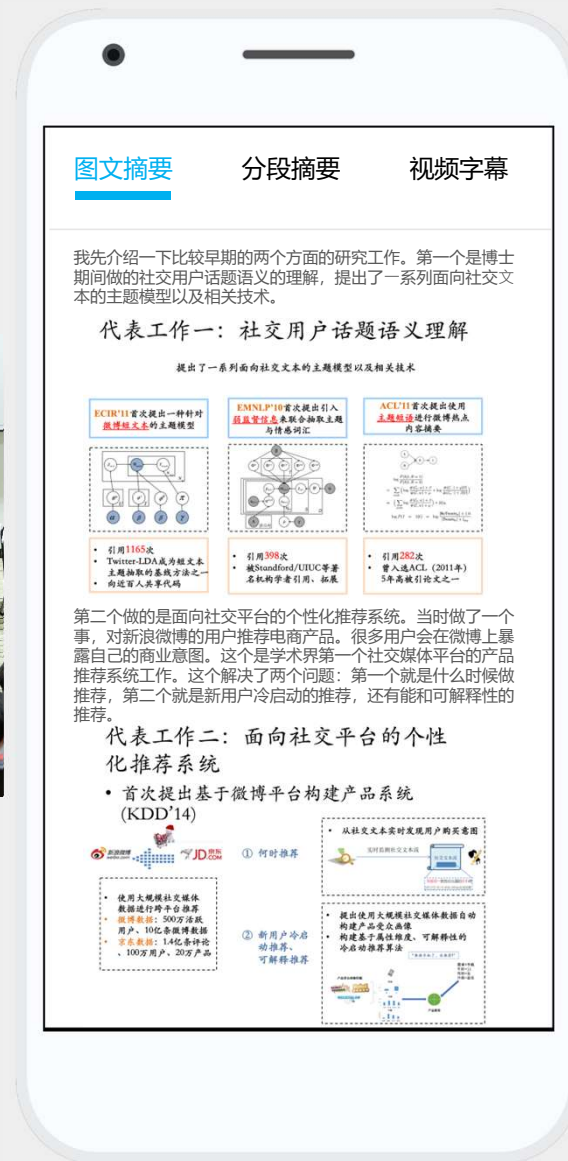 图文摘要
分段摘要
视频字幕
我先介绍一下比较早期的两个方面的研究工作。第一个是博士
期间做的社交用户话题语义的理解，提出了一系列面向社交文
本的主题模型以及相关技术。
代表工作一：社交用户话题语义理解
提出了一系列面向社交文本的主题模型以及相关技术
ECIR'11首次提出一种针对
微博短文本的主题模型
EMNLP'10首次提出引入
弱监督信息来联合抽取主题
与情感词汇
ACL'11首次提出使用
主题短语进行微博热点
内容摘要
• 引用1165次
• Twitter-LDA成为短文本
主题抽取的基线方法之一
• 向近百人共享代码
• 引用398次
• 被Standford/UIUC等著
名机构学者引用、拓展
• 引用282次
• 曾入选ACL（2011年）
5年高被引论文之一
第二个做的是面向社交平台的个性化推荐系统。当时做了一个
事，对新浪微博的用户推荐电商产品。很多用户会在微博上暴
露自己的商业意图。这个是学术界第一个社交媒体平台的产品
推荐系统工作。这个解决了两个问题：第一个就是什么时候做
推荐，第二个就是新用户冷启动的推荐，还有能和可解释性的
推荐。
代表工作二：面向社交平台的个性
化推荐系统
• 首次提出基于微博平台构建产品系统
(KDD'14)
新浪微博
weibo.com
JD京东
.COM
① 何时推荐
• 从社交文本实时发现用户购买意图
实时监测社交文本流
• 使用大规模社交媒体
数据进行跨平台推荐
• 微博数据：500万活跃
用户、10亿条微博数据
• 京东数据：1.4亿条评论
、100万用户、20万产品
② 新用户冷启
动推荐、
可解释推荐
• 提出使用大规模社交媒体数据自动
构建产品受众画像
• 构建基于属性维度、可解释性的
冷启动推荐算法